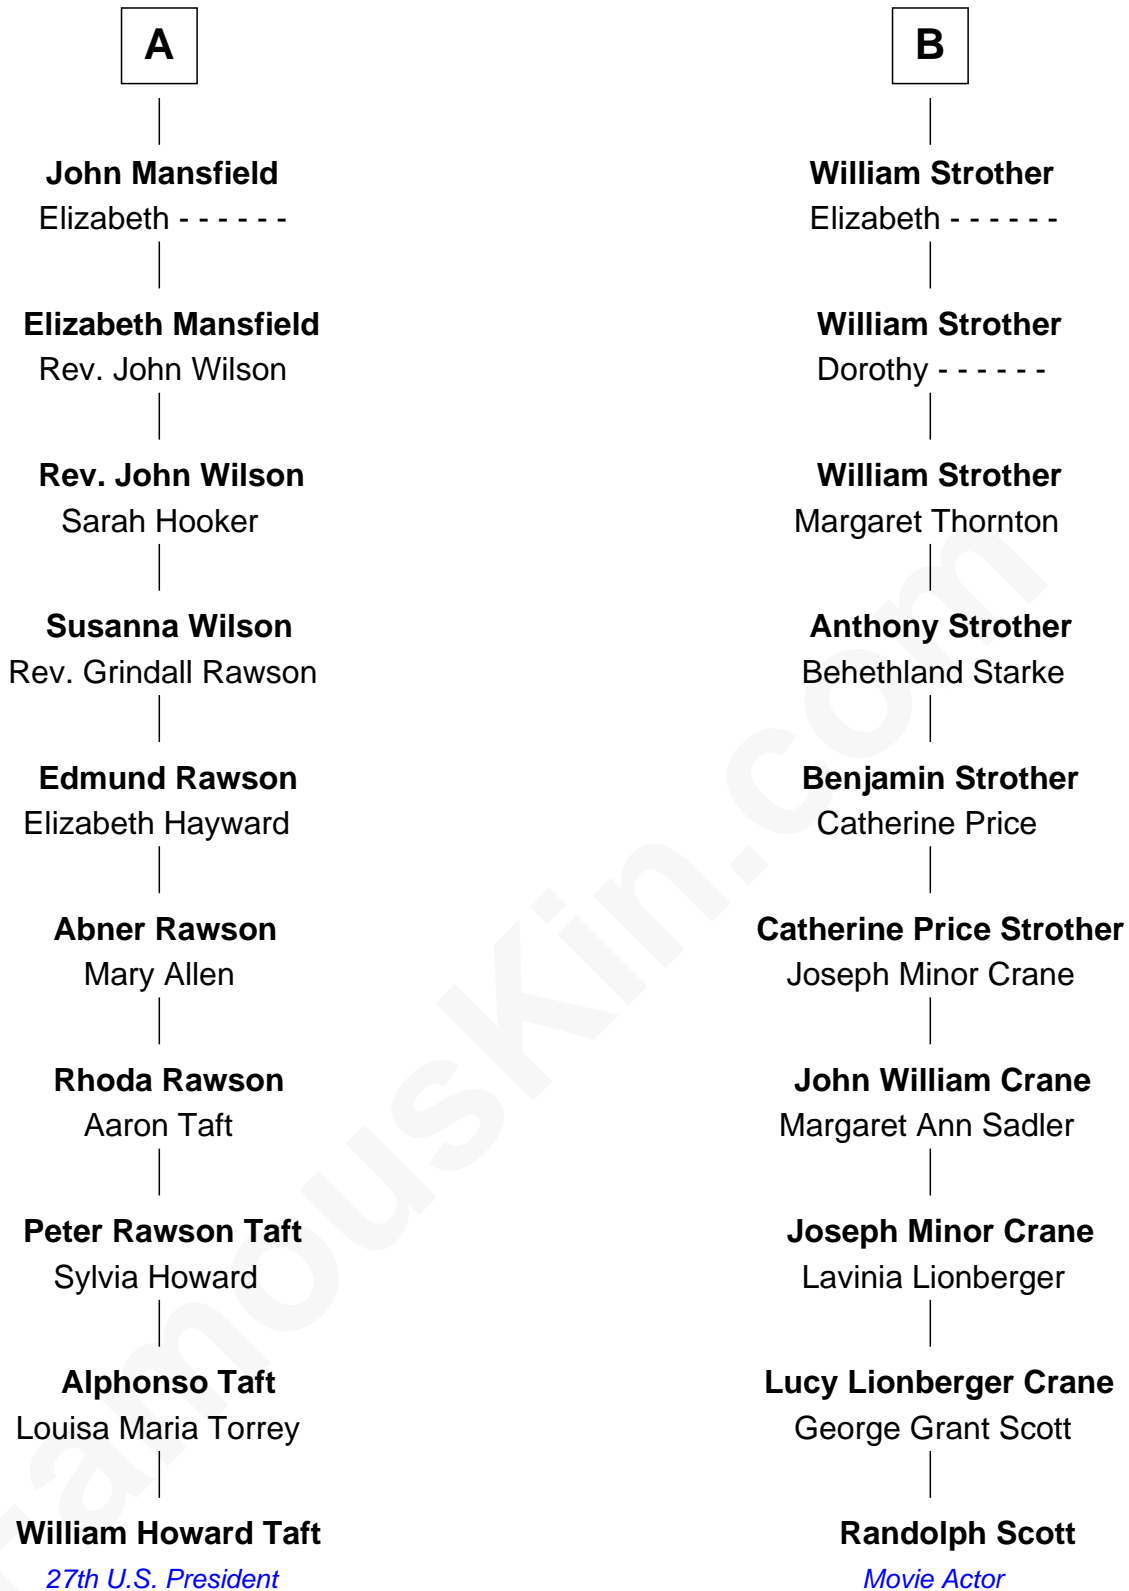 A
John Mansfield
Elizabeth - - - - - -
Elizabeth Mansfield
Rev. John Wilson
Rev. John Wilson
Sarah Hooker
Susanna Wilson
Rev. Grindall Rawson
Edmund Rawson
Elizabeth Hayward
Abner Rawson
Mary Allen
Rhoda Rawson
Aaron Taft
Peter Rawson Taft
Sylvia Howard
Alphonso Taft
Louisa Maria Torrey
William Howard Taft
27th U.S. President
B
William Strother
Elizabeth - - - - - -
William Strother
Dorothy - - - - - -
William Strother
Margaret Thornton
Anthony Strother
Behethland Starke
Benjamin Strother
Catherine Price
Catherine Price Strother
Joseph Minor Crane
John William Crane
Margaret Ann Sadler
Joseph Minor Crane
Lavinia Lionberger
Lucy Lionberger Crane
George Grant Scott
Randolph Scott
Movie Actor
FamousKin.com